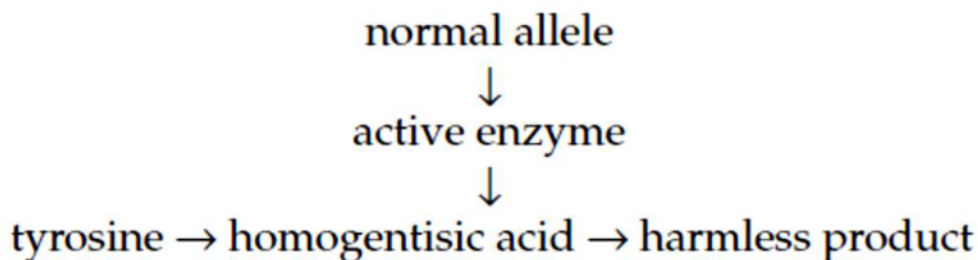 normal allele
↓
active enzyme
↓
tyrosine → homogentisic acid → harmless product